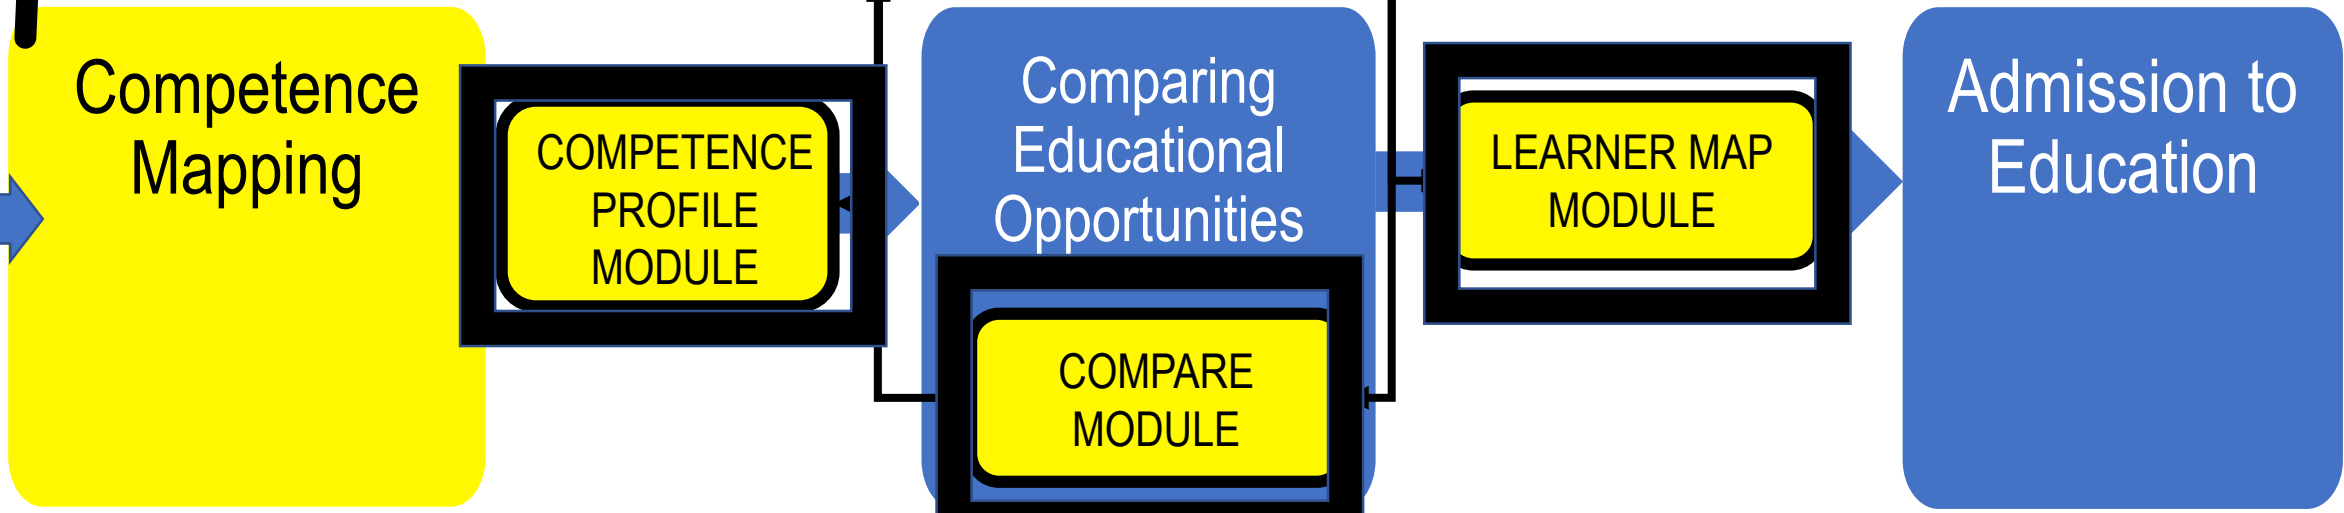 Competence
Mapping
COMPETENCE
PROFILE
MODULE
Comparing
Educational
Opportunities
COMPARE
MODULE
LEARNER MAP
MODULE
Admission to
Education